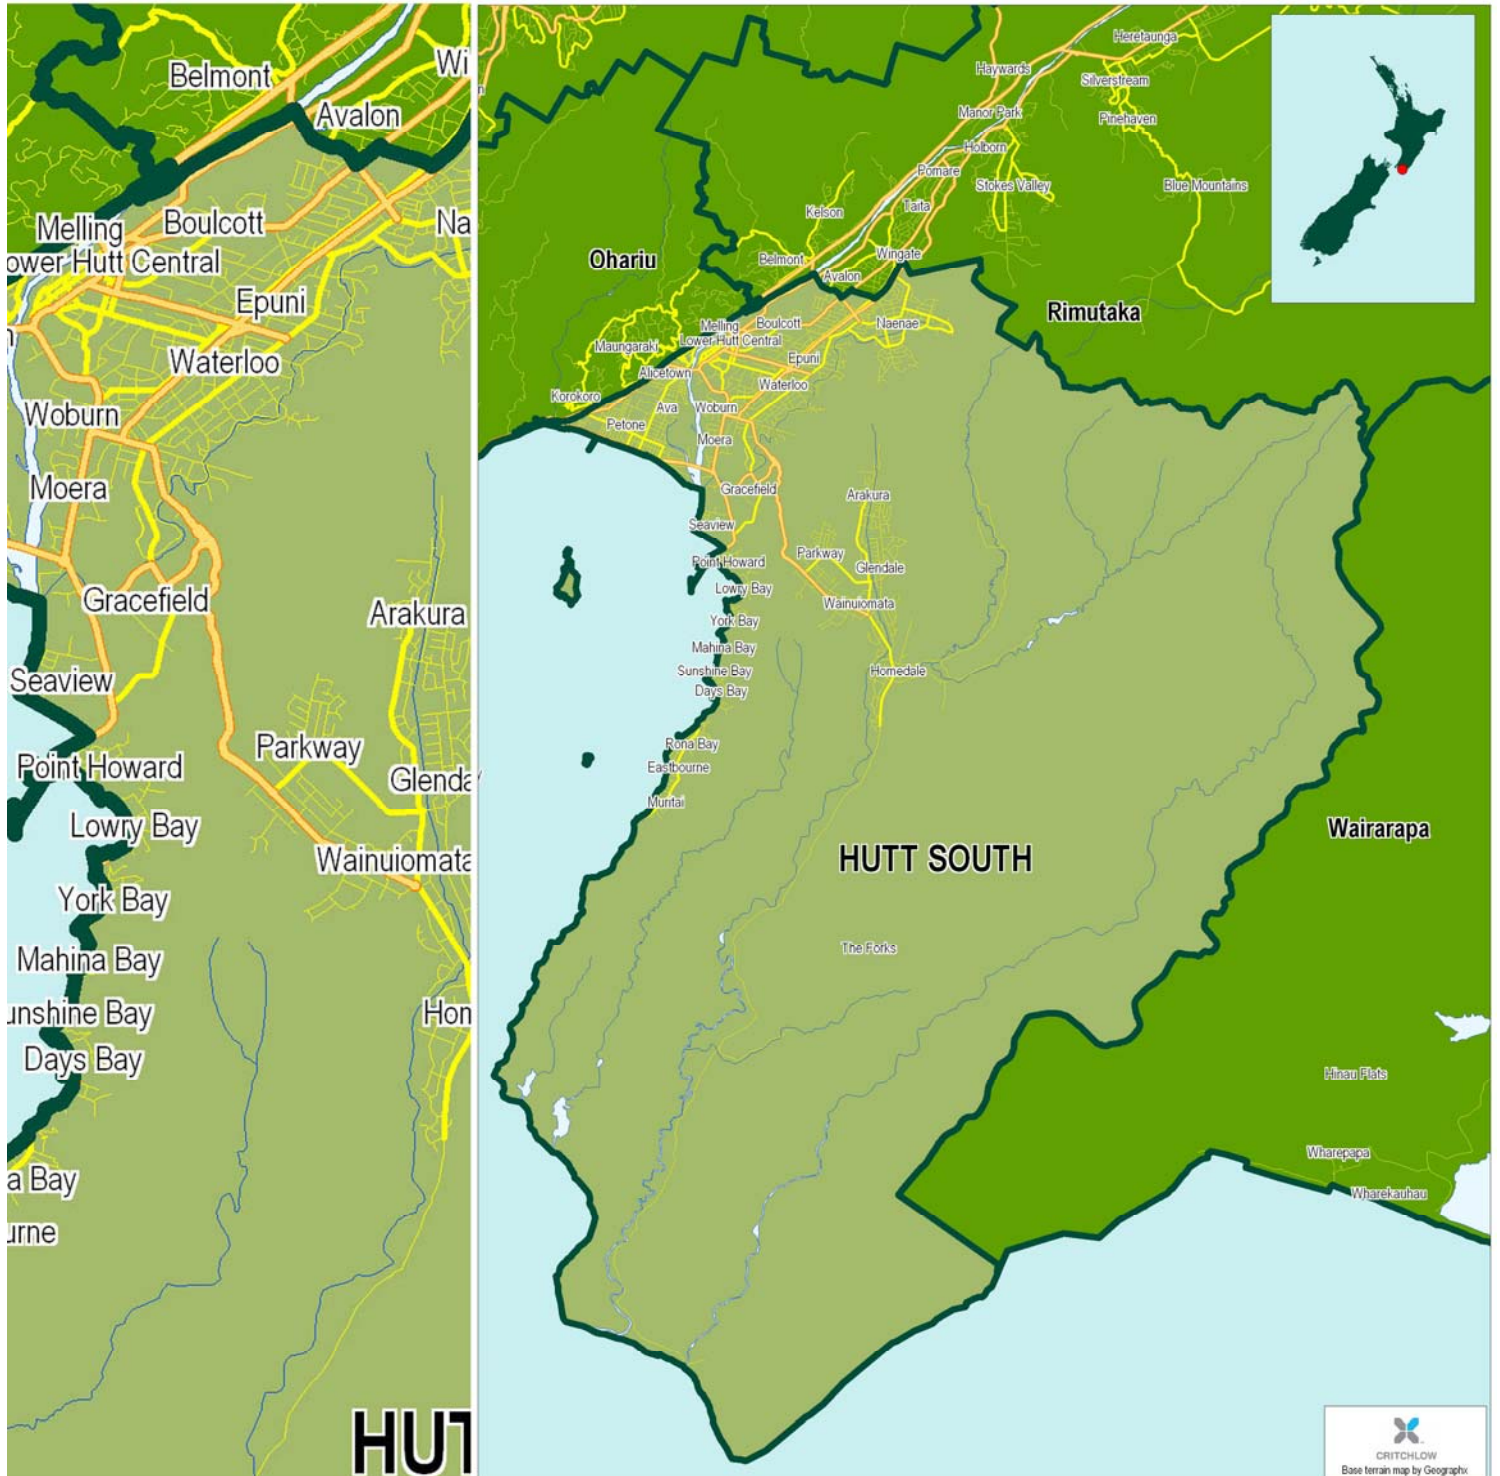 Belmont
Wi
Avalon
Boulcott
Na
Melling
ower Hutt Central
Epuni
Waterloo
Woburn
Moera
Gracefield
Arakura
Seaview
Parkway
Point Howard
Glenda
Lowry Bay
Wainuiomata
York Bay
Mahina Bay
unshine Bay
Hom
Days Bay
a Bay
urne
HUT
Heretaunga
Haywards
Silverstream
Manor Park
Pinehaven
Holborn
Pomare
Stokes Valley
Blue Mountains
Kelson
Taita
Ohariu
Belmont
Wingate
Avalon
Rimutaka
Melling
Boulcott
Naenae
Lower Hutt Central
Maungaraki
Epuni
Alicetown
Waterloo
Korokoro
Ava
Woburn
Petone
Moera
Gracefield
Arakura
Seaview
Parkway
Point Howard
Glendale
Lowry Bay
Wainuiomata
York Bay
Mahina Bay
Sunshine Bay
Homedale
Days Bay
Rona Bay
Eastbourne
Muritai
Wairarapa
HUTT SOUTH
The Forks
Hinau Flats
Wharepapa
Wharekauhau
CRITCHLOW
Base terrain map by Geographx